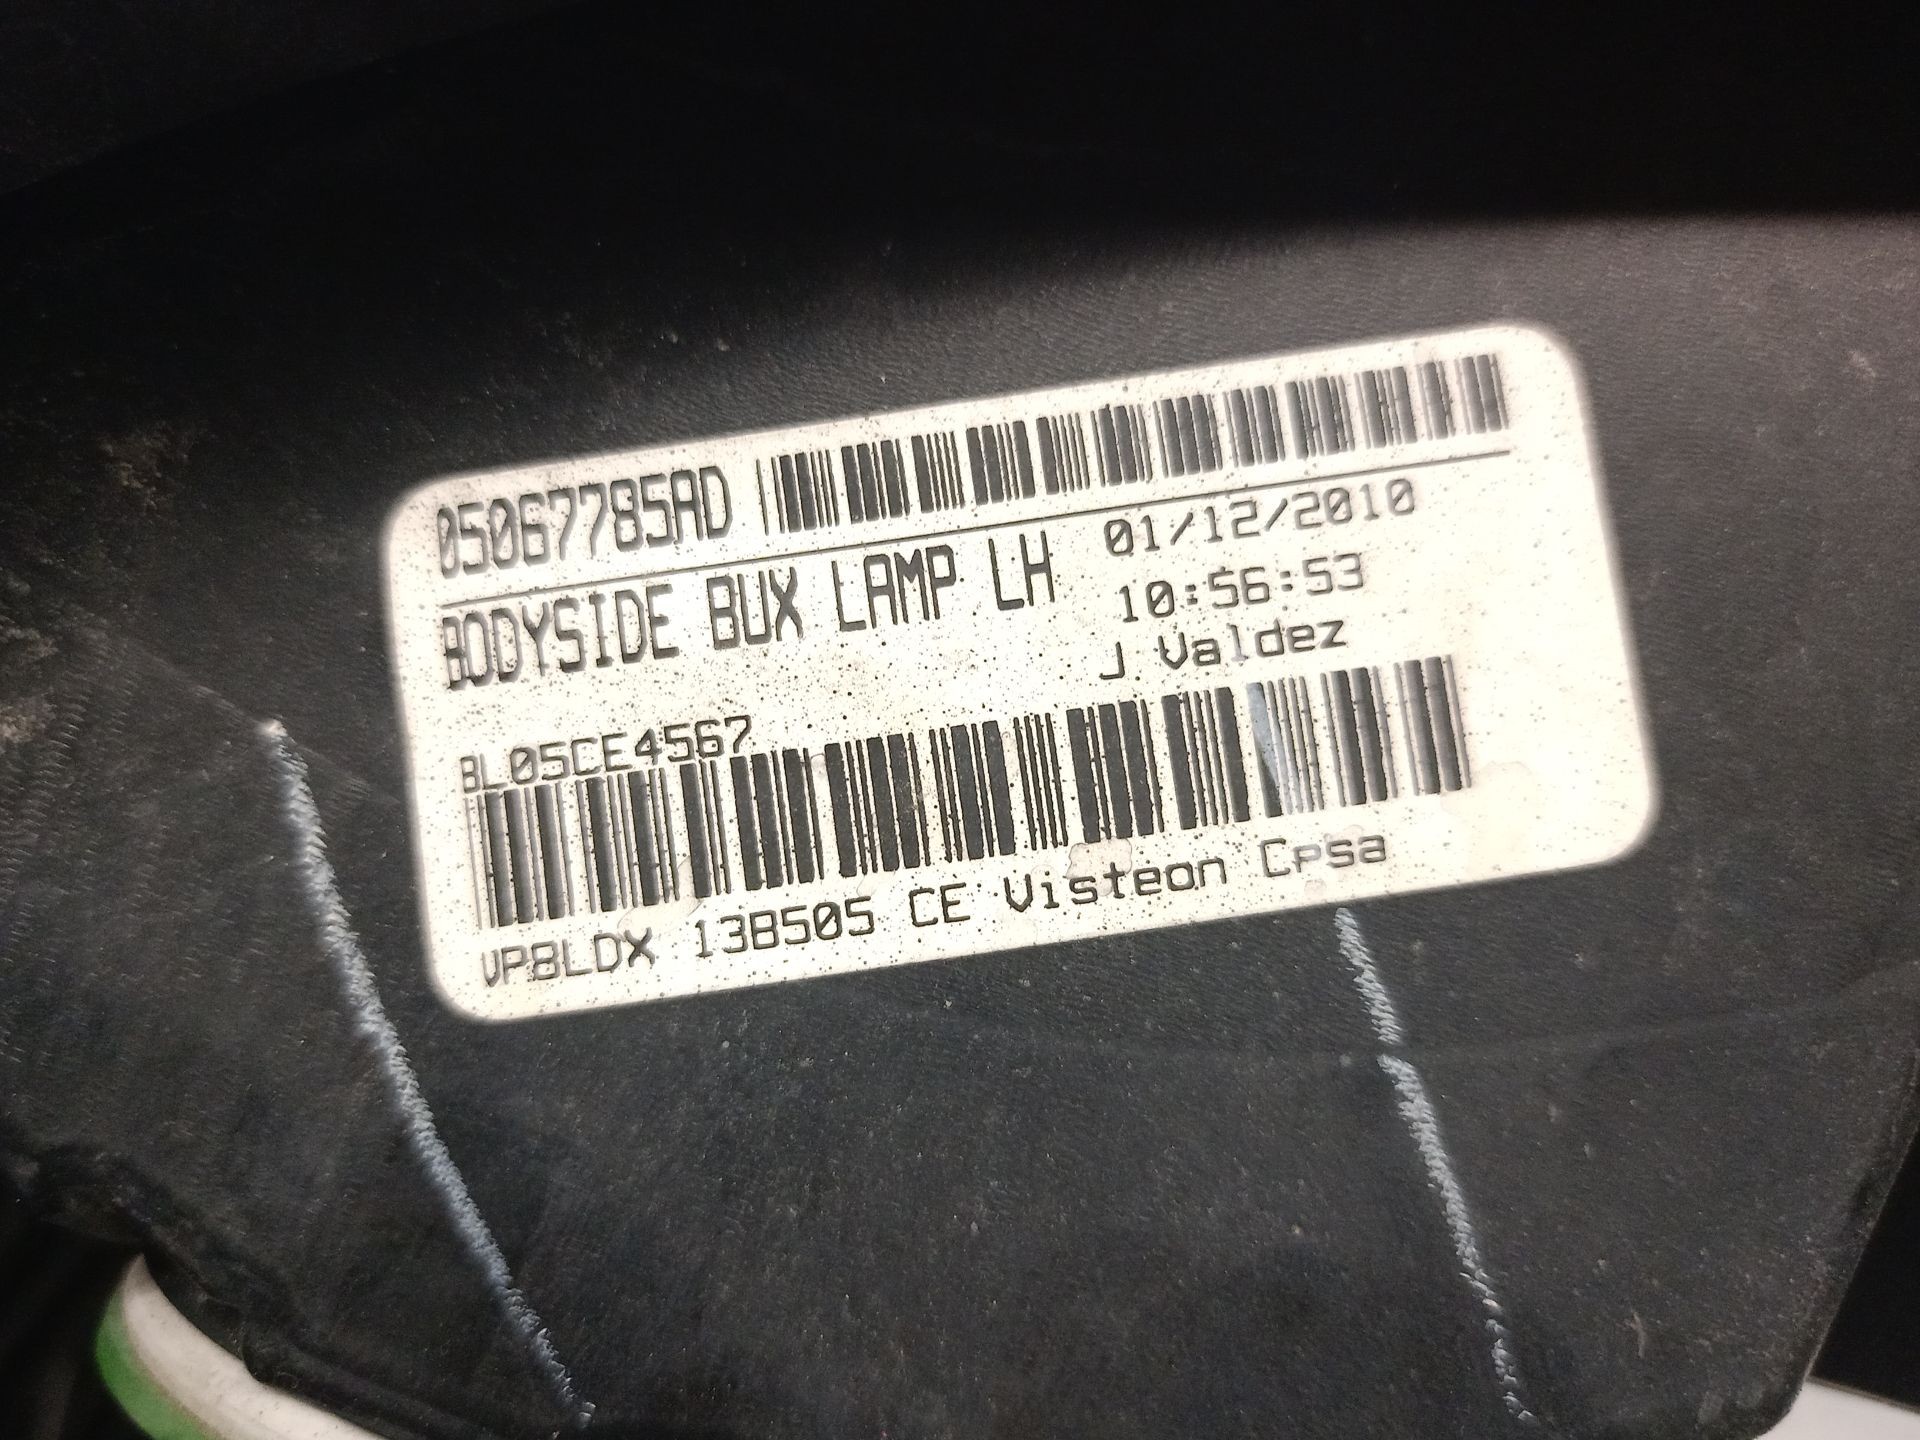 05067785AD
BODYSIDE BUX LAMP LH
01/12/2010
10:56:53
J Valdez
8L05CE4567
VP8LDX 13B505 CE Visteon Cpsa